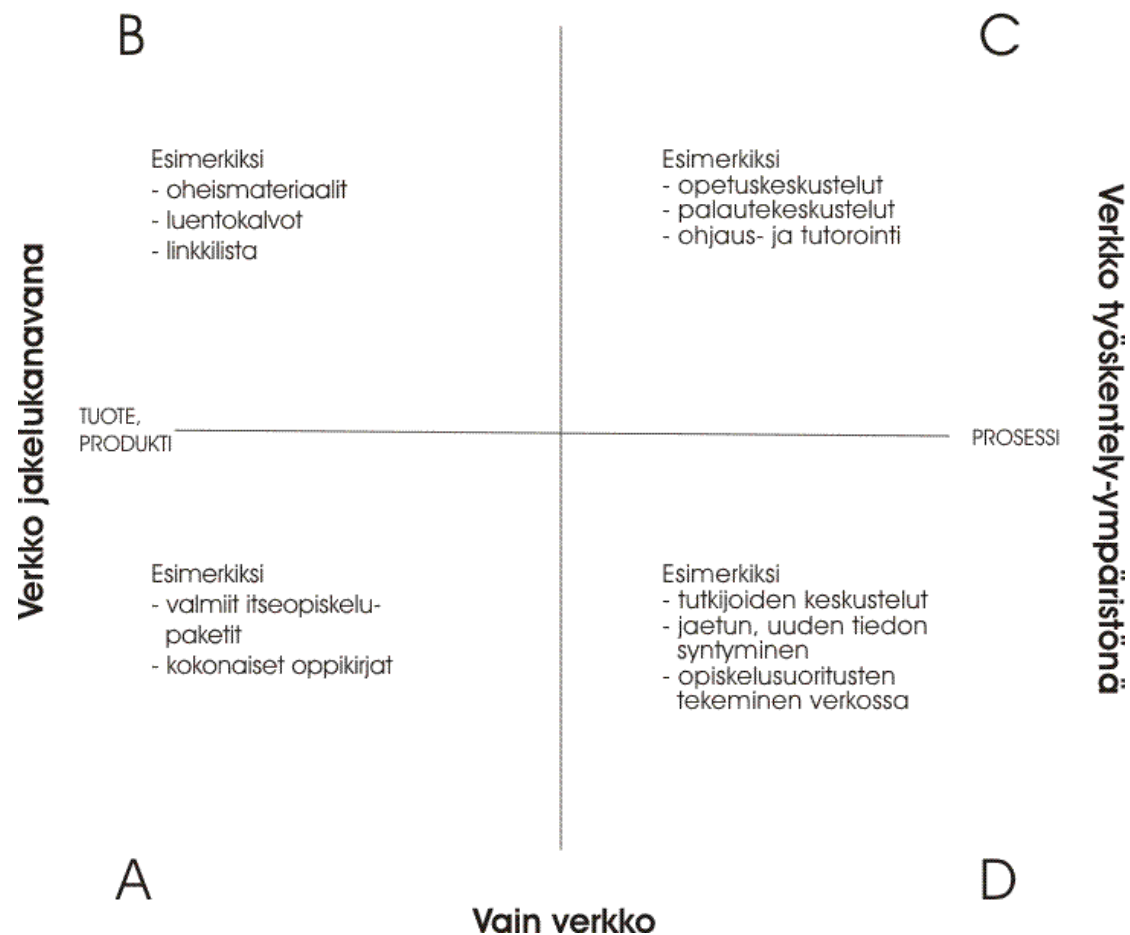 B
C
Esimerkiksi
- oheismateriaalit
- luentokalvot
- linkkilista
Esimerkiksi
- opetuskeskustelut
- palautekeskustelut
- ohjaus- ja tutorointi
Verkko jakelukanavana
Verkko työskentely-ympäristönä
TUOTE,
PRODUKTI
PROSESSI
Esimerkiksi
- valmiit itseopiskelu-
paketit
- kokonaiset oppikirjat
Esimerkiksi
- tutkijoiden keskustelut
- jaetun, uuden tiedon
syntyminen
- opiskelusuoritusten
tekeminen verkossa
A
D
Vain verkko